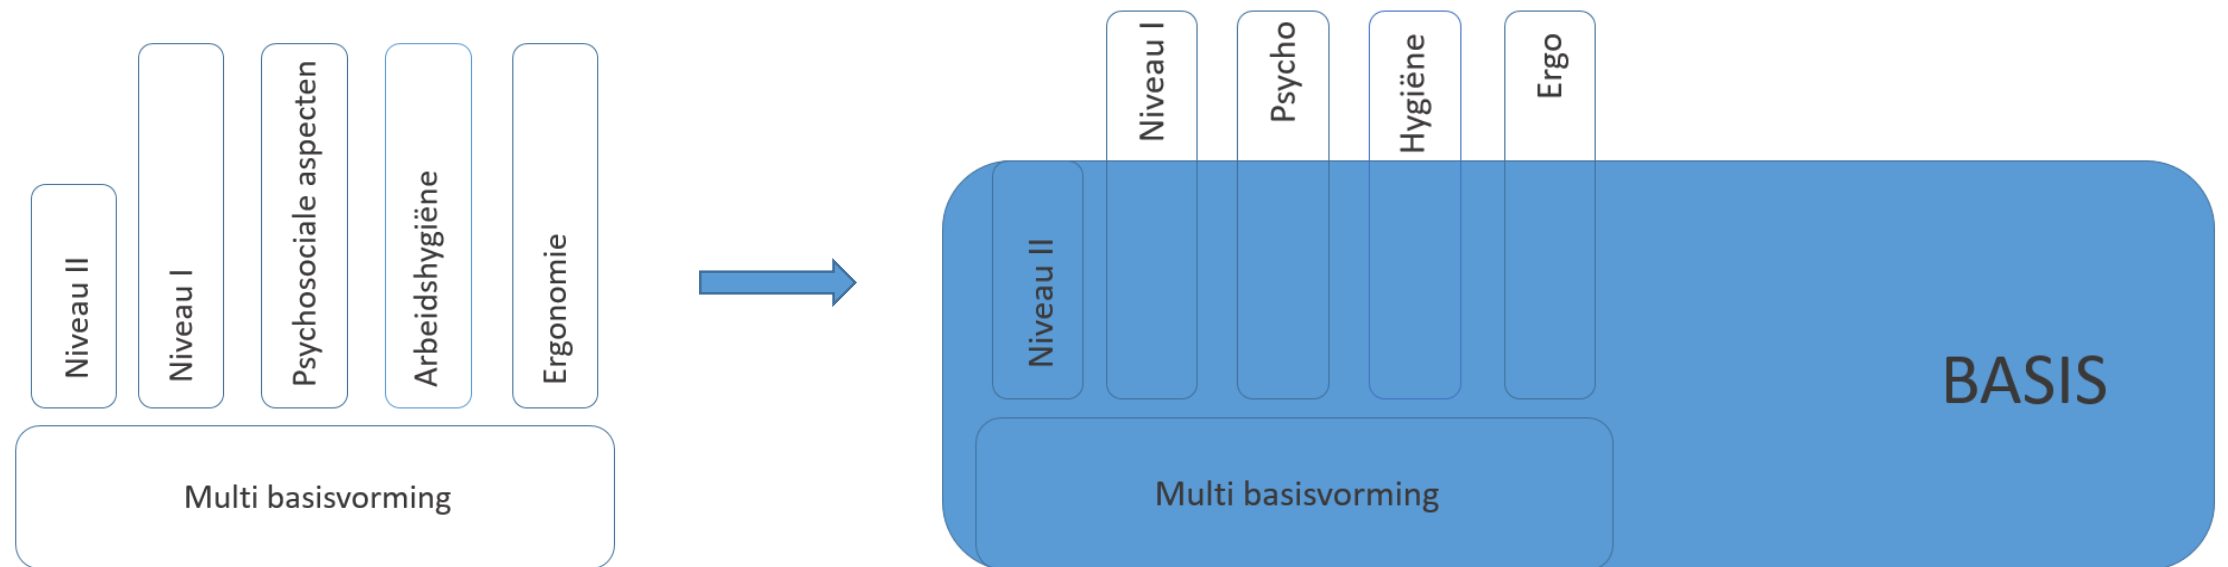 Niveau II
Niveau I
Psychosociale aspecten
Arbeidshygiëne
Ergonomie
Multi basisvorming
Niveau II
Niveau I
Psycho
Hygiëne
Ergo
BASIS
Multi basisvorming